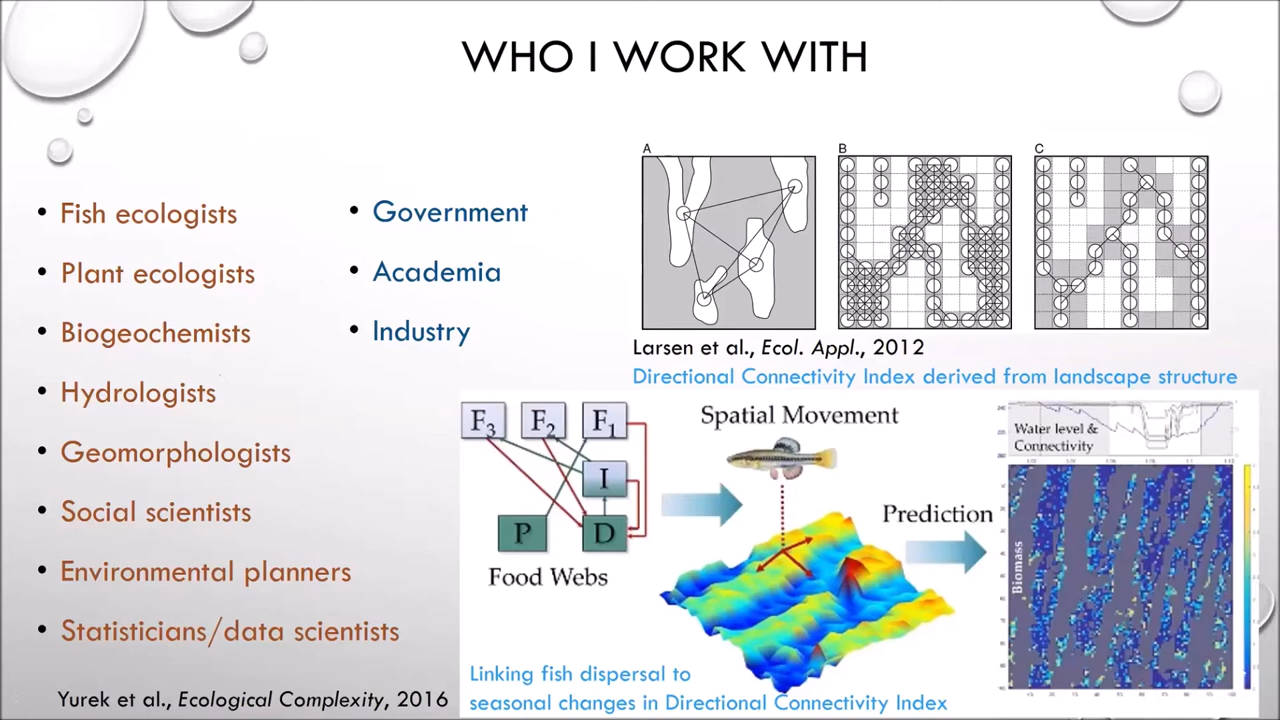 WHO I WORK WITH
• Fish ecologists
• Plant ecologists
• Biogeochemists
• Hydrologists
• Geomorphologists
• Social scientists
• Environmental planners
• Statisticians/data scientists
• Government
• Academia
• Industry
A
B
C
Larsen et al., Ecol. Appl., 2012
Directional Connectivity Index derived from landscape structure
F3 F2 F1
I
P D
Food Webs
Spatial Movement
Prediction
Water level &
Connectivity
Biomass
Linking fish dispersal to
seasonal changes in Directional Connectivity Index
Yurek et al., Ecological Complexity, 2016